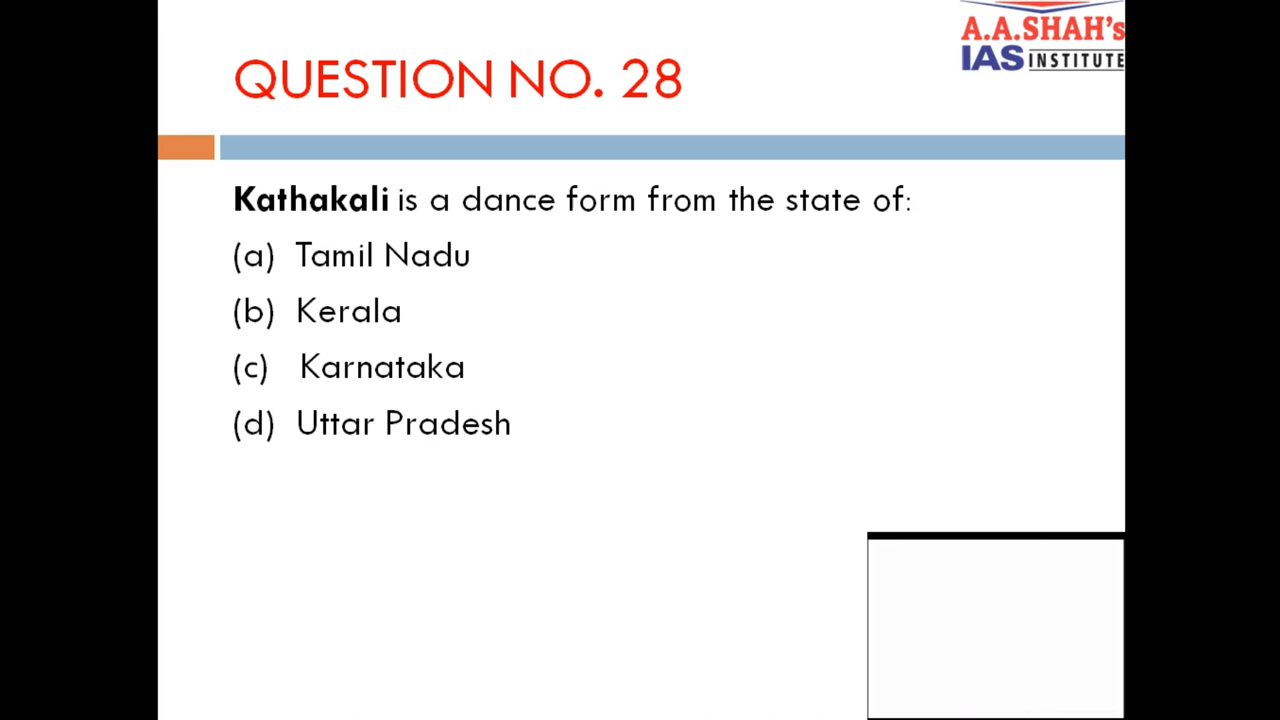 A.A.SHAH's
IAS INSTITUTE
QUESTION NO. 28
Kathakali is a dance form from the state of:
(a) Tamil Nadu
(b) Kerala
(c) Karnataka
(d) Uttar Pradesh